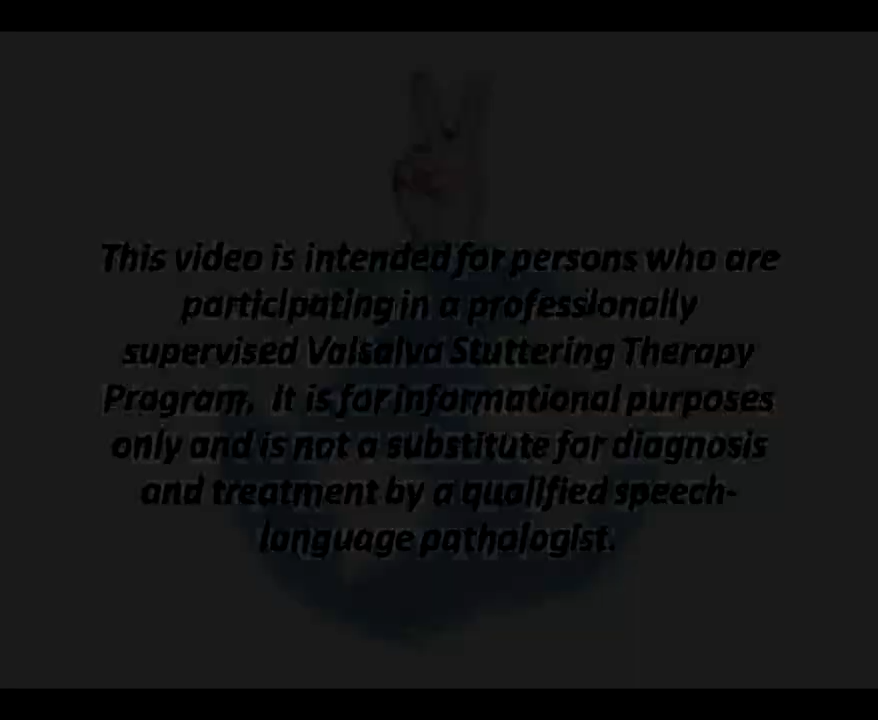 This video is intended for persons who are
participating in a professionally
supervised Valsalva Stuttering Therapy
Program.  It is for informational purposes
only and is not a substitute for diagnosis
and treatment by a qualified speech-
language pathologist.